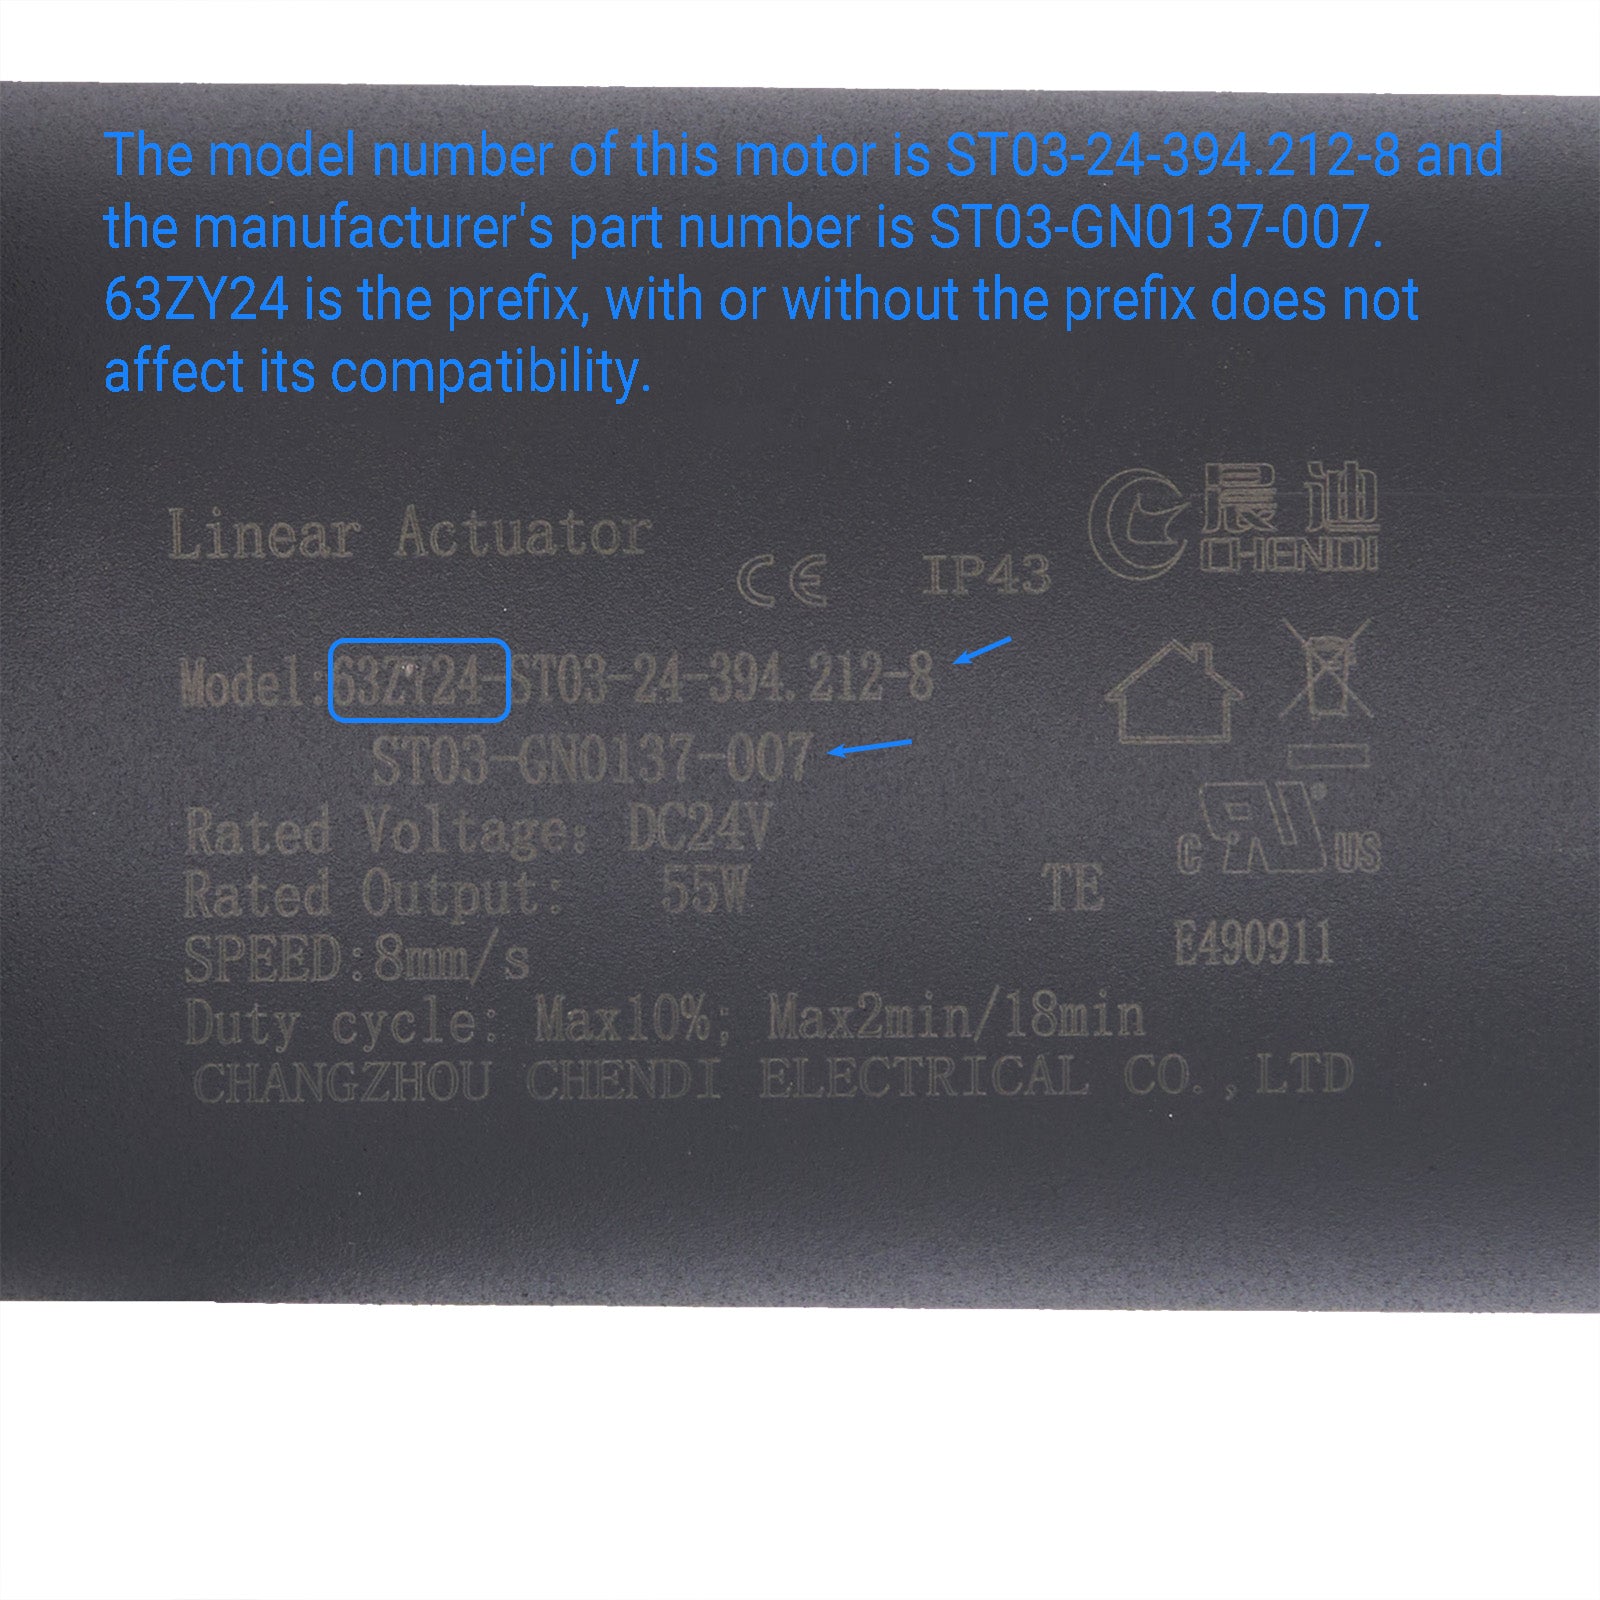 The model number of this motor is ST03-24-394.212-8 and
the manufacturer's part number is ST03-GN0137-007.
63ZY24 is the prefix, with or without the prefix does not
affect its compatibility.
晨迪
CHENDI
Linear Actuator
CE IP43
Model:63ZY24-ST03-24-394.212-8
ST03-GN0137-007
Rated Voltage: DC24V
Rated Output: 55W
TE
c RU® US
E490911
SPEED:8mm/s
Duty cycle: Max10%; Max2min/18min
CHANGZHOU CHENDI ELECTRICAL CO.,LTD